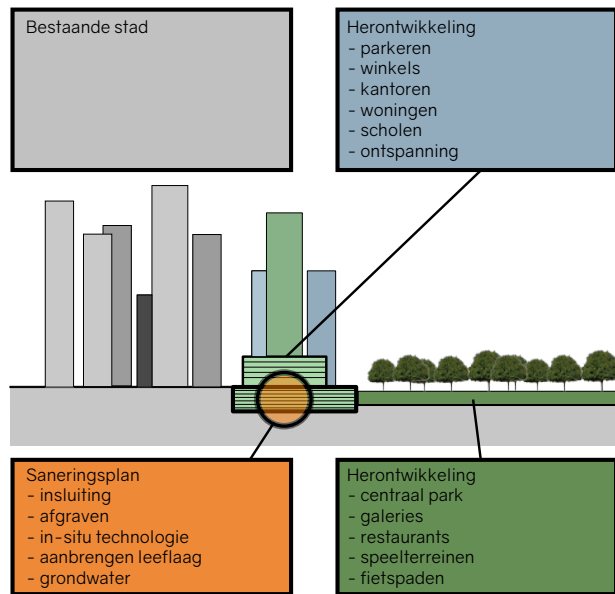 Bestaande stad
Herontwikkeling
- parkeren
- winkels
- kantoren
- woningen
- scholen
- ontspanning
Saneringsplan
- insluiting
- afgraven
- in-situ technologie
- aanbrengen leeflaag
- grondwater
Herontwikkeling
- centraal park
- galeries
- restaurants
- speelterreinen
- fietspaden